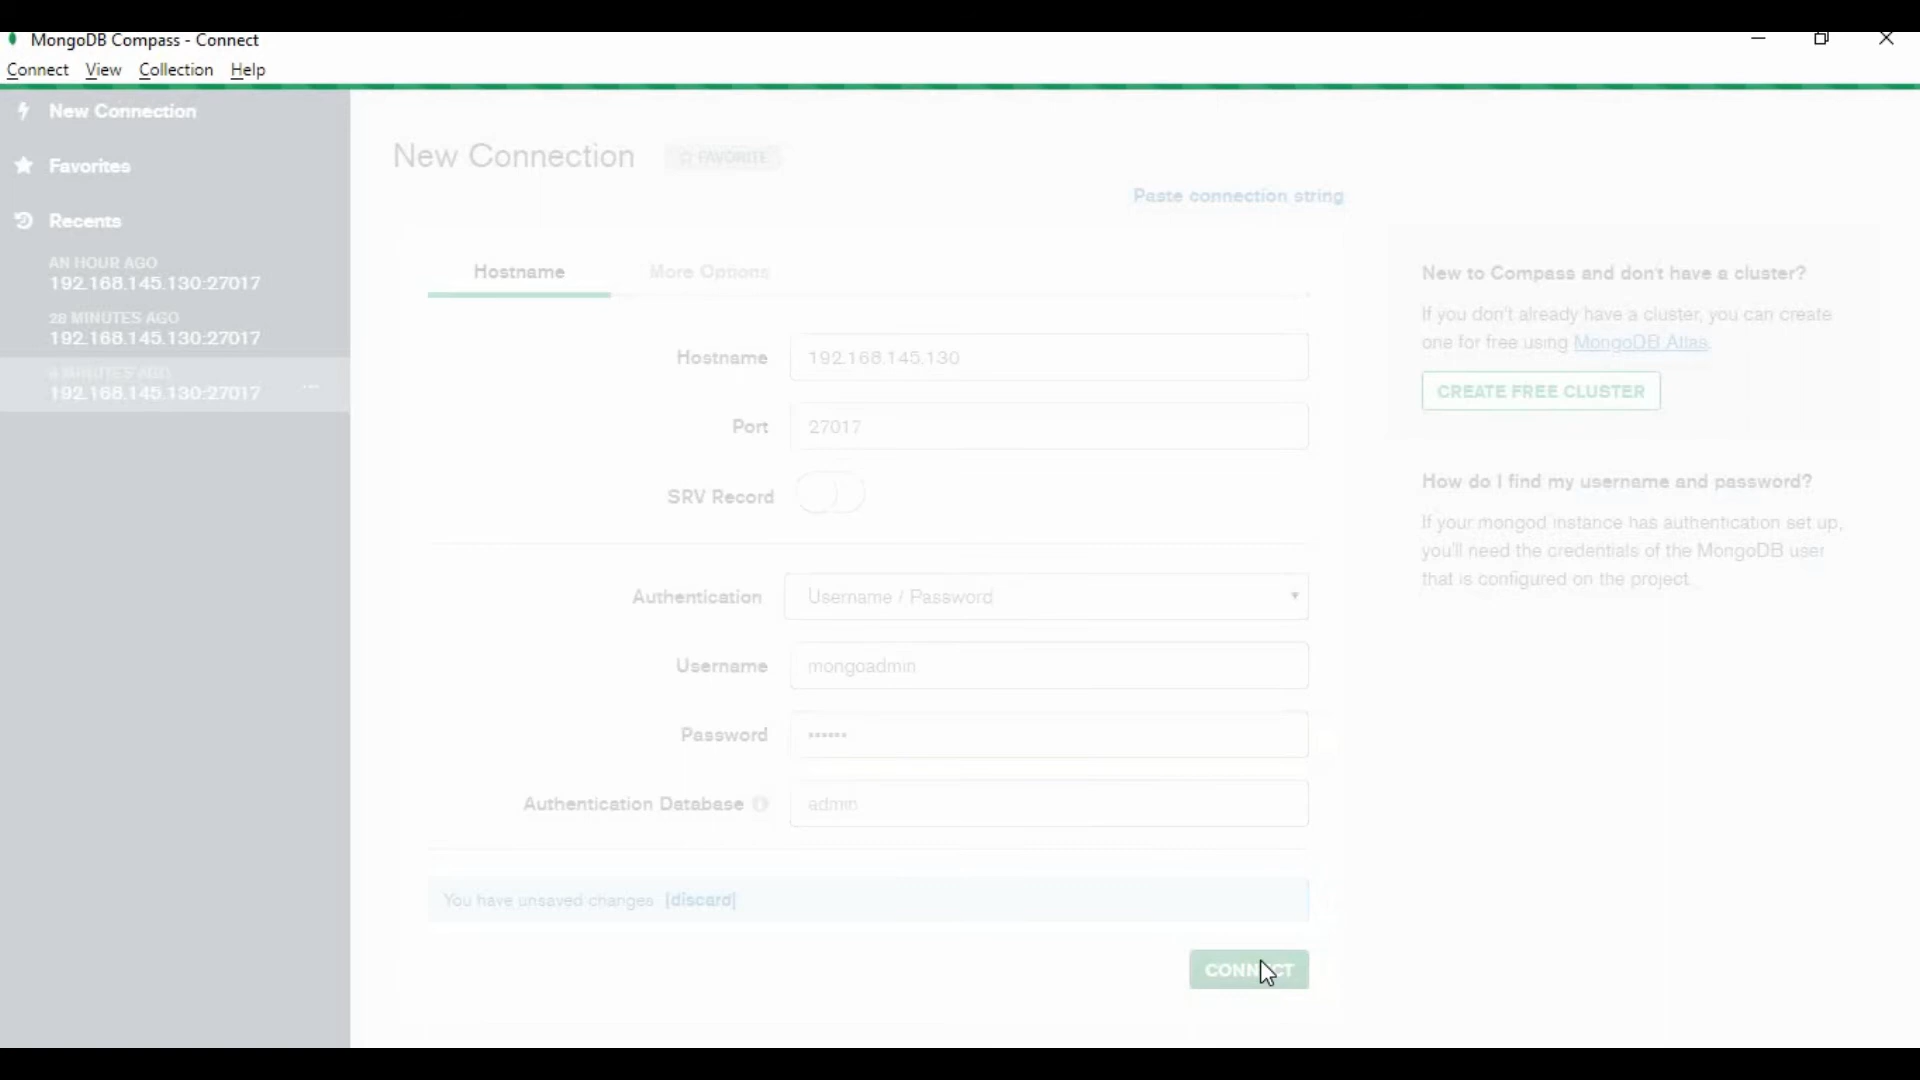 MongoDB Compass - Connect
Connect View Collection Help
New Connection
Favorites
Recents
AN HOUR AGO
192.168.145.130:27017
28 MINUTES AGO
192.168.145.130:27017
MINUTES AGO
192.168.145.130:27017
New Connection
FAVORITE
Paste connection string
Hostname More Options
Hostname 192.168.145.130
Port 27017
SRV Record
Authentication Username / Password
Username mongoadmin
Password ••••••
Authentication Database admin
You have unsaved changes. [discard]
CONNECT
New to Compass and don't have a cluster?
If you don't already have a cluster, you can create
one for free using MongoDB Atlas.
CREATE FREE CLUSTER
How do I find my username and password?
If your mongod instance has authentication set up,
you'll need the credentials of the MongoDB user
that is configured on the project.